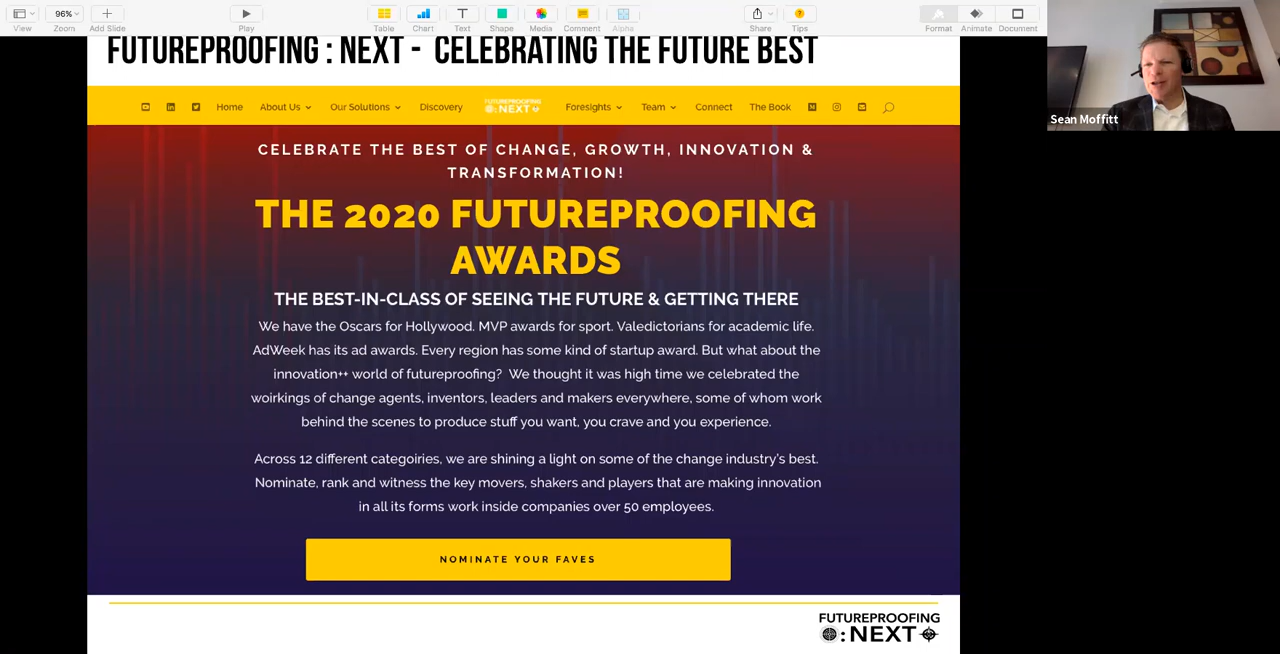 96%
View
Zoom
Add Slide
Play
Table
Chart
Text
Shape
Media
Comment
Alpha
Share
Tips
Format
Animate
Document
FUTUREPROOFING : NEXT - CELEBRATING THE FUTURE BEST
Home
About Us
Our Solutions
Discovery
FUTUREPROOFING
:NEXT
Foresights
Team
Connect
The Book
CELEBRATE THE BEST OF CHANGE, GROWTH, INNOVATION &
TRANSFORMATION!
THE 2020 FUTUREPROOFING
AWARDS
THE BEST-IN-CLASS OF SEEING THE FUTURE & GETTING THERE
We have the Oscars for Hollywood. MVP awards for sport. Valedictorians for academic life.
AdWeek has its ad awards. Every region has some kind of startup award. But what about the
innovation++ world of futureproofing? We thought it was high time we celebrated the
woirkings of change agents, inventors, leaders and makers everywhere, some of whom work
behind the scenes to produce stuff you want, you crave and you experience.
Across 12 different categoiries, we are shining a light on some of the change industry's best.
Nominate, rank and witness the key movers, shakers and players that are making innovation
in all its forms work inside companies over 50 employees.
NOMINATE YOUR FAVES
FUTUREPROOFING
:NEXT
Sean Moffitt